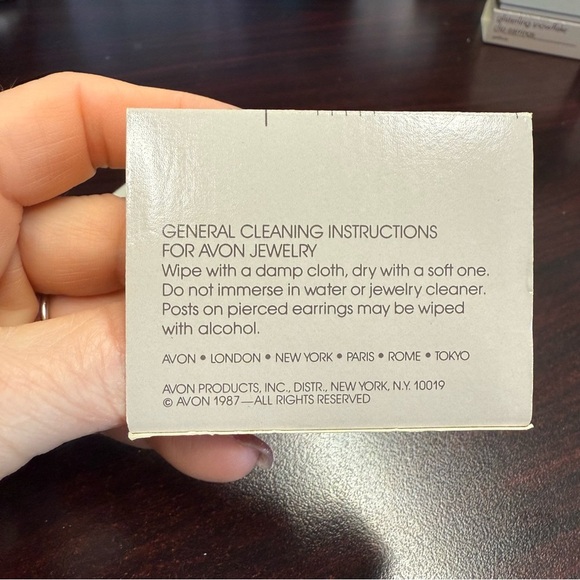 GENERAL CLEANING INSTRUCTIONS
FOR AVON JEWELRY
Wipe with a damp cloth, dry with a soft one.
Do not immerse in water or jewelry cleaner.
Posts on pierced earrings may be wiped
with alcohol.
AVON • LONDON • NEW YORK • PARIS • ROME • TOKYO
AVON PRODUCTS, INC., DISTR., NEW YORK, N.Y. 10019
© AVON 1987—ALL RIGHTS RESERVED